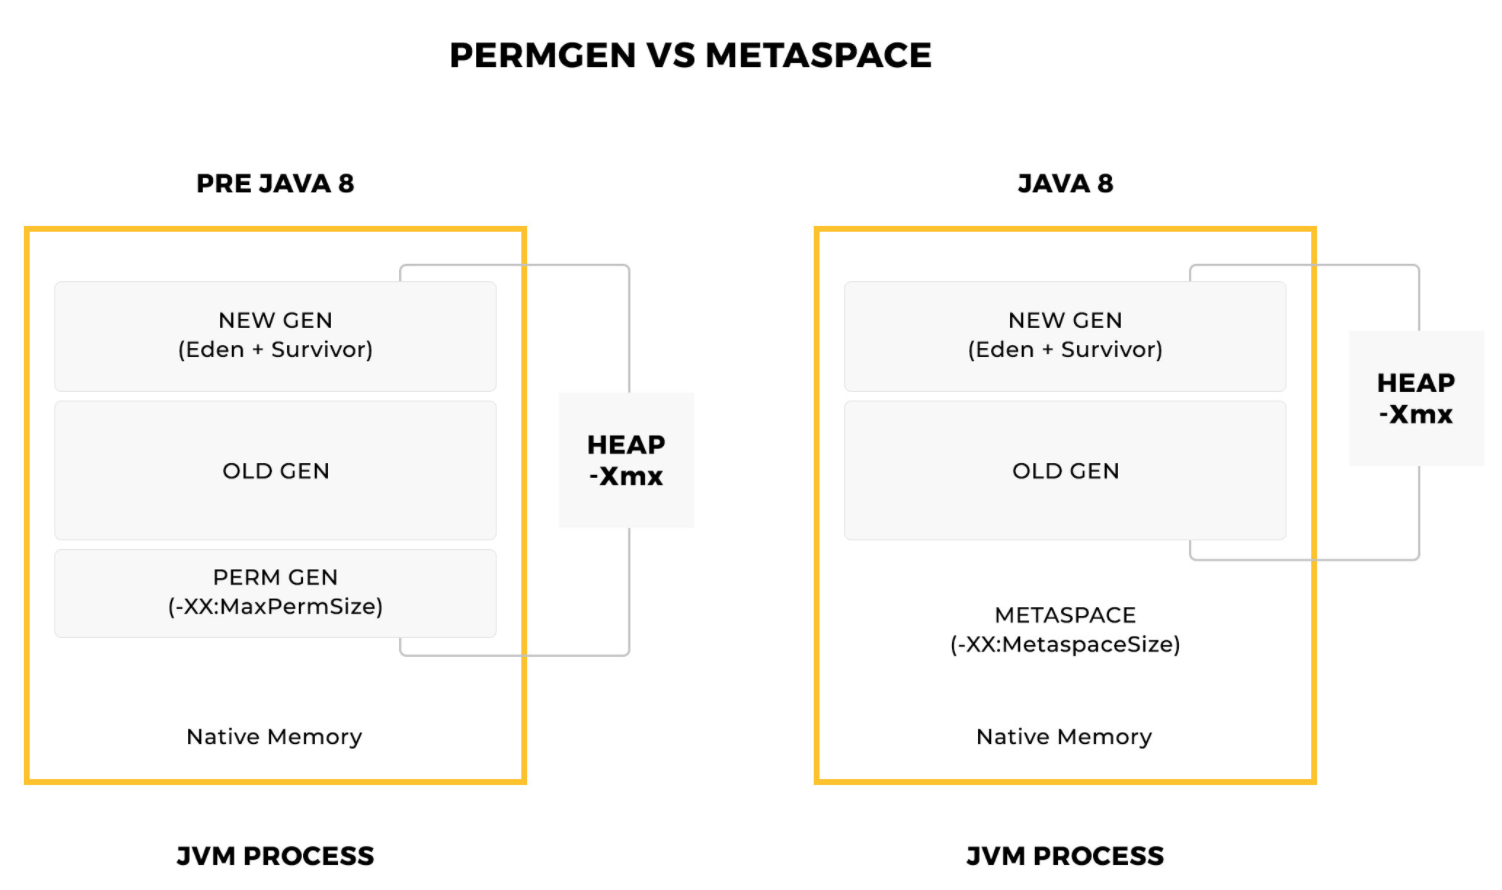 PERMGEN VS METASPACE
PRE JAVA 8
NEW GEN
(Eden + Survivor)
OLD GEN
PERM GEN
(-XX:MaxPermSize)
Native Memory
HEAP
-Xmx
JVM PROCESS
JAVA 8
NEW GEN
(Eden + Survivor)
OLD GEN
METASPACE
(-XX:MetaspaceSize)
Native Memory
HEAP
-Xmx
JVM PROCESS